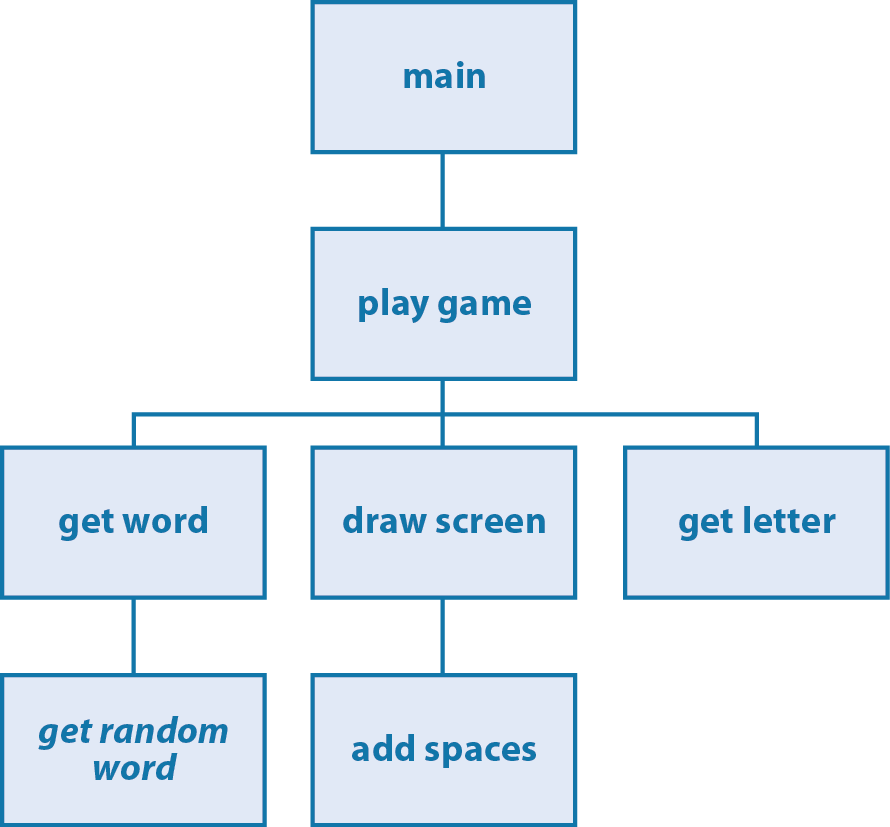 main
play game
get word
draw screen
get letter
get random
word
add spaces